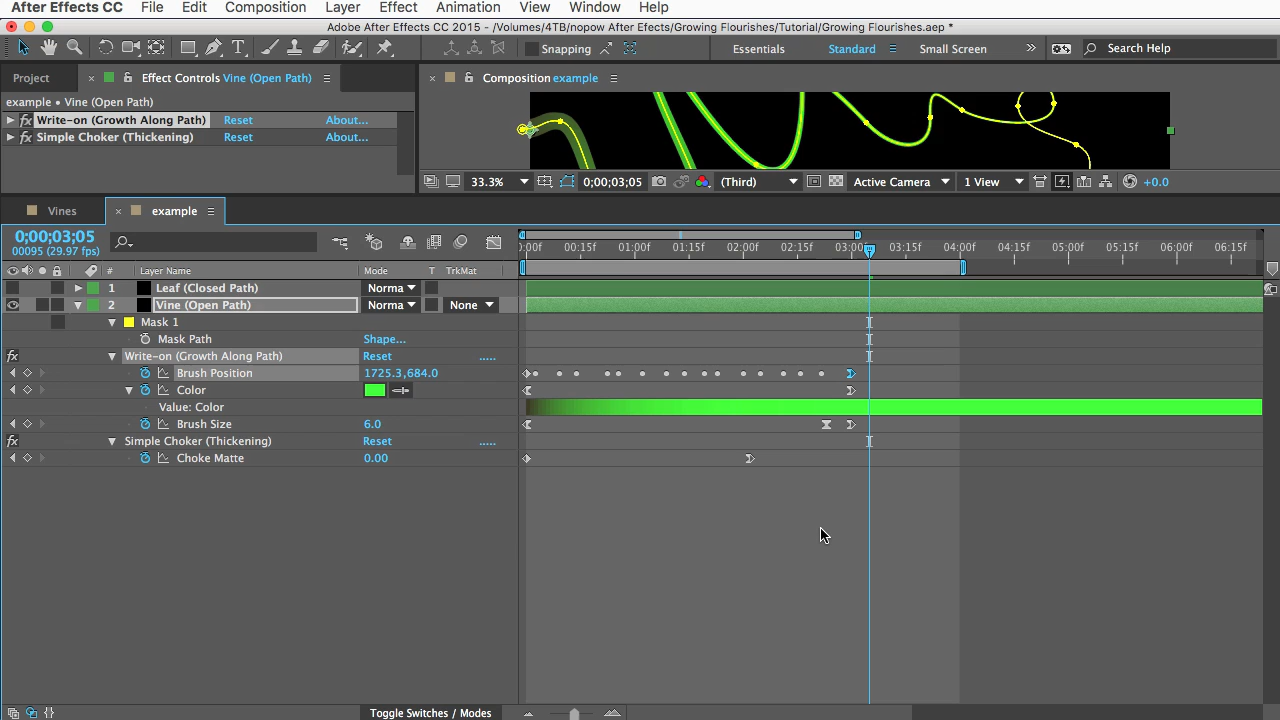 After Effects CC File Edit Composition Layer Effect Animation View Window Help
Adobe After Effects CC 2015 - /Volumes/4TB/nopow After Efects/Growing Flourishes/Tutorial/Growing Flourishes.aep *
T Snapping Essentials Standard Small Screen Search Help
Project × Effect Controls Vine (Open Path) × Composition example
example • Vine (Open Path)
fx Write-on (Growth Along Path) Reset About...
fx Simple Choker (Thickening) Reset About...
33.3% 0;00;03;05 (Third) Active Camera 1 View +0.0
Vines × example
0;00;03;05
00095 (29.97 fps)
0:00f 00:15f 01:00f 01:15f 02:00f 02:15f 03:00f 03:15f 04:00f 04:15f 05:00f 05:15f 06:00f 06:15f
# Layer Name Mode T TrkMat
1 Leaf (Closed Path) Norma
2 Vine (Open Path) Norma None
Mask 1
Mask Path Shape...
fx Write-on (Growth Along Path) Reset .....
Brush Position 1725.3,684.0
Color
Value: Color
Brush Size 6.0
fx Simple Choker (Thickening) Reset .....
Choke Matte 0.00
Toggle Switches / Modes